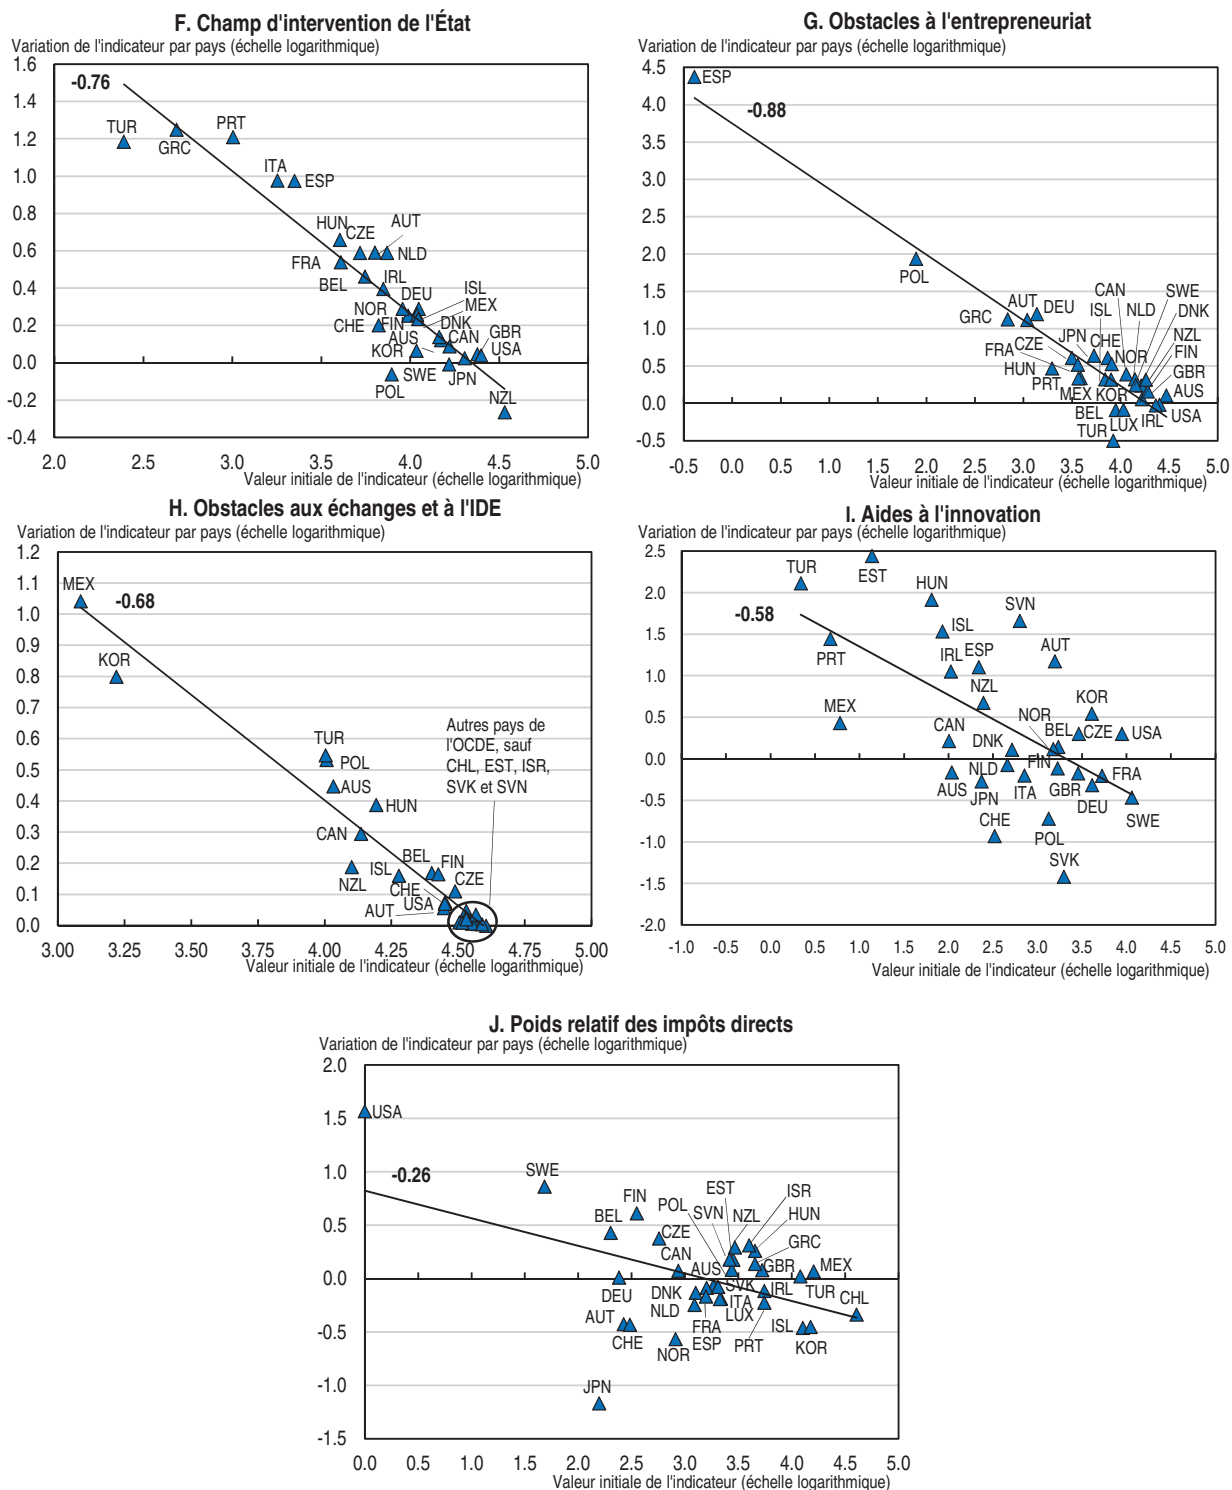 F. Champ d'intervention de l'État
Variation de l'indicateur par pays (échelle logarithmique)
1.6
1.4
1.2
1.0
0.8
0.6
0.4
0.2
0.0
-0.2
-0.4
-0.76
TUR
GRC
PRT
ITA
ESP
HUN
CZE
AUT
NLD
FRA
BEL
IRL
DEU
ISL
MEX
NOR
CHE
FIN
DNK
AUS
CAN
GBR
USA
KOR
SWE
JPN
POL
NZL
2.0 2.5 3.0 3.5 4.0 4.5 5.0
Valeur initiale de l'indicateur (échelle logarithmique)
G. Obstacles à l'entrepreneuriat
Variation de l'indicateur par pays (échelle logarithmique)
4.5
4.0
3.5
3.0
2.5
2.0
1.5
1.0
0.5
0.0
-0.5
ESP
-0.88
POL
CAN
SWE
AUT
DEU
ISL
NLD
DNK
GRC
JPN
CHE
NZL
CZE
NOR
FIN
FRA
HUN
GBR
PRT
MEX
KOR
AUS
BEL
LUX
IRL
USA
TUR
-0.5 0.0 0.5 1.0 1.5 2.0 2.5 3.0 3.5 4.0 4.5 5.0
Valeur initiale de l'indicateur (échelle logarithmique)
H. Obstacles aux échanges et à l'IDE
Variation de l'indicateur par pays (échelle logarithmique)
1.2
1.1
1.0
0.9
0.8
0.7
0.6
0.5
0.4
0.3
0.2
0.1
0.0
MEX
-0.68
KOR
TUR
POL
AUS
HUN
CAN
NZL
ISL
BEL
FIN
CHE
CZE
USA
AUT
Autres pays de
l'OCDE, sauf
CHL, EST, ISR,
SVK et SVN
3.00 3.25 3.50 3.75 4.00 4.25 4.50 4.75 5.00
Valeur initiale de l'indicateur (échelle logarithmique)
I. Aides à l'innovation
Variation de l'indicateur par pays (échelle logarithmique)
2.5
2.0
1.5
1.0
0.5
0.0
-0.5
-1.0
-1.5
-2.0
TUR
EST
HUN
-0.58
SVN
ISL
PRT
IRL
ESP
AUT
NZL
MEX
KOR
CAN
NOR
BEL
CZE
USA
DNK
AUS
NLD
FIN
FRA
JPN
ITA
GBR
DEU
SWE
CHE
POL
SVK
-1.0 -0.5 0.0 0.5 1.0 1.5 2.0 2.5 3.0 3.5 4.0 4.5 5.0
Valeur initiale de l'indicateur (échelle logarithmique)
J. Poids relatif des impôts directs
Variation de l'indicateur par pays (échelle logarithmique)
2.0
1.5
1.0
0.5
0.0
-0.5
-1.0
-1.5
USA
-0.26
SWE
FIN
BEL
CZE
CAN
POL
EST
SVN
NZL
ISR
HUN
GRC
AUS
GBR
MEX
DEU
DNK
SVK
IRL
TUR
CHL
NLD
ITA
LUX
AUT
CHE
FRA
ESP
PRT
ISL
KOR
NOR
JPN
0.0 0.5 1.0 1.5 2.0 2.5 3.0 3.5 4.0 4.5 5.0
Valeur initiale de l'indicateur (échelle logarithmique)